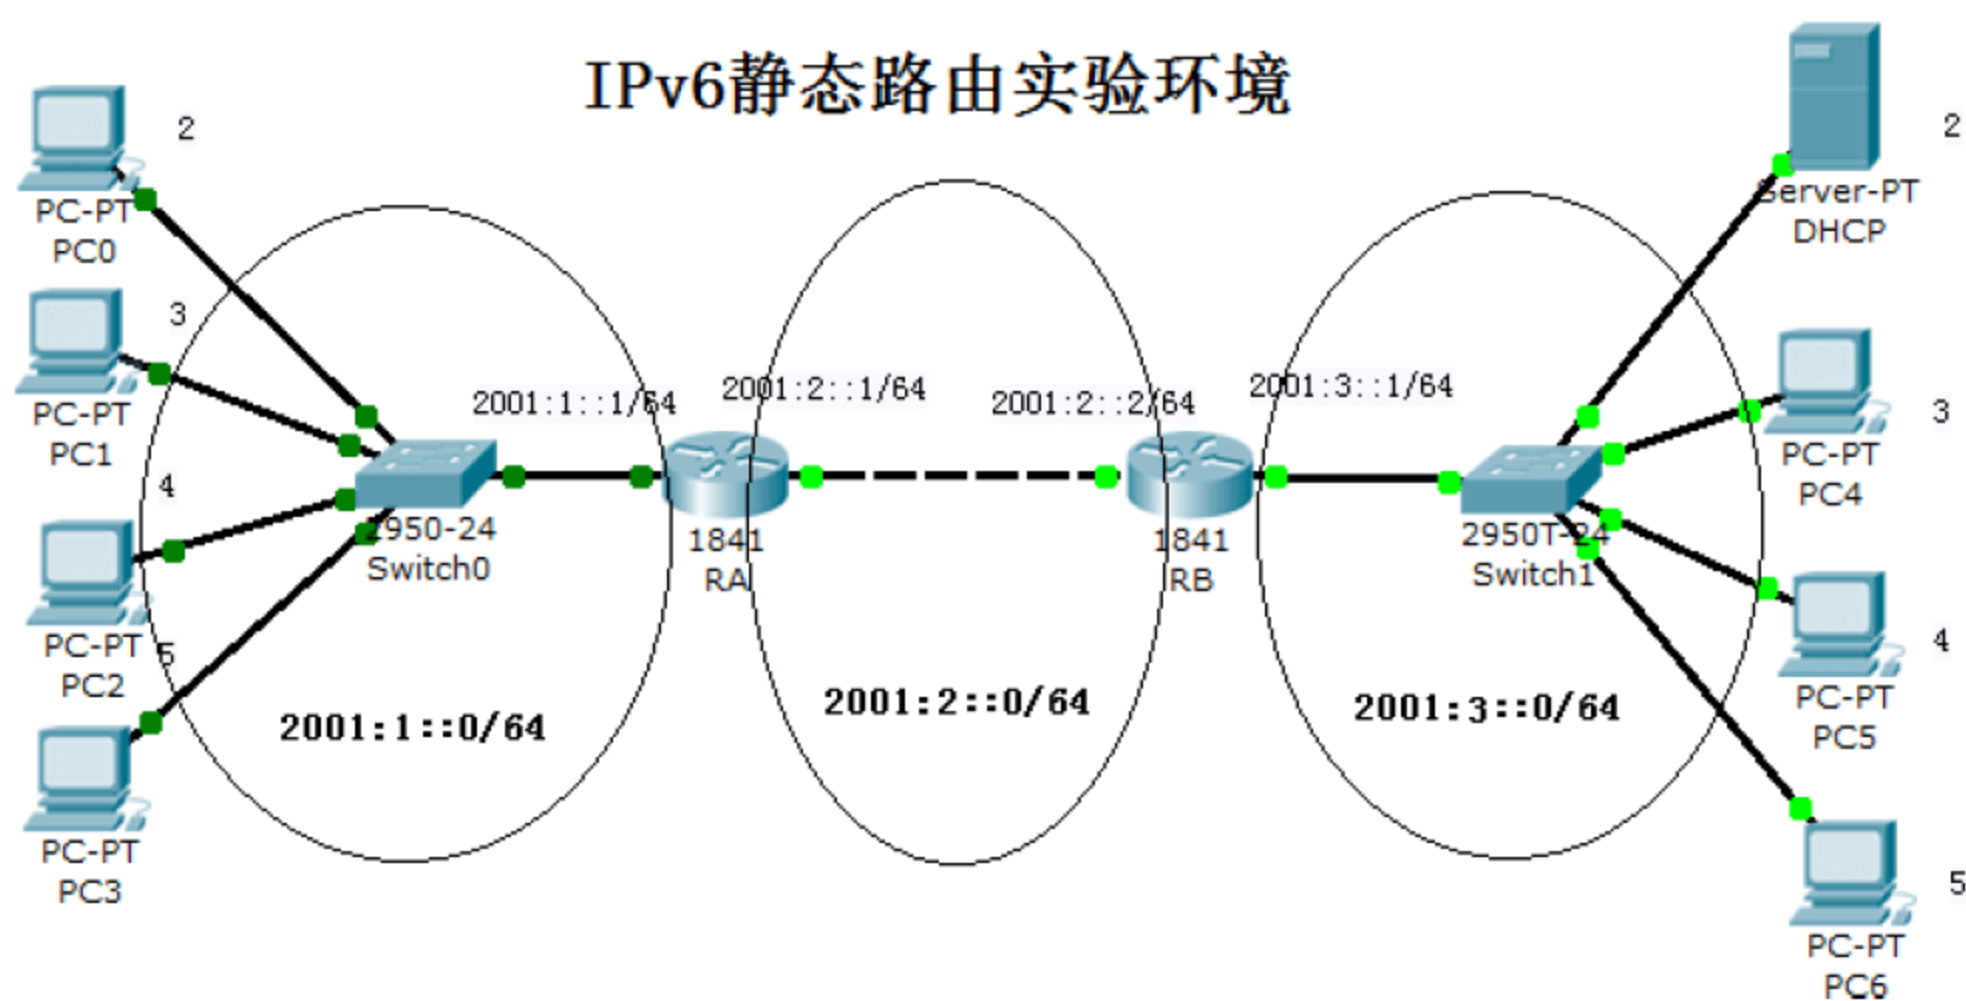 IPv6静态路由实验环境
2
PC-PT
PC0
3
PC-PT
PC1
4
PC-PT
PC2
5
PC-PT
PC3
2950-24
Switch0
2001:1::1/64
2001:1::0/64
1841
RA
2001:2::1/64
2001:2::2/64
2001:2::0/64
1841
RB
2001:3::1/64
2001:3::0/64
2950T-24
Switch1
2
Server-PT
DHCP
3
PC-PT
PC4
4
PC-PT
PC5
5
PC-PT
PC6